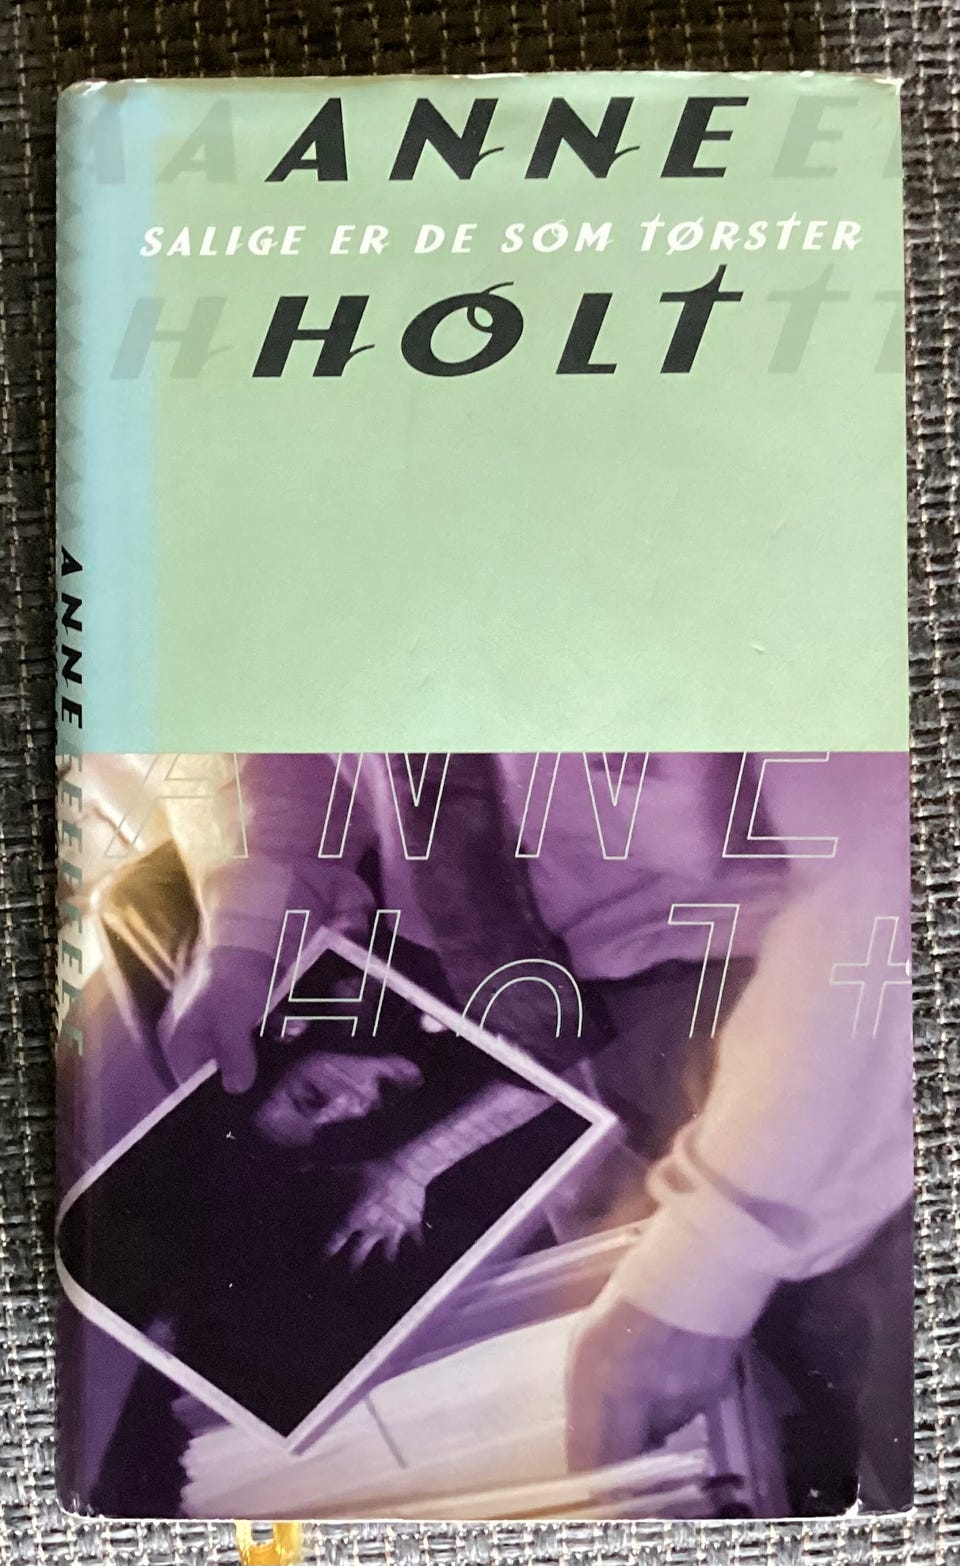 ANNE
SALIGE ER DE SOM TØRSTER
HOLT
ANNE
Holt
ANNE